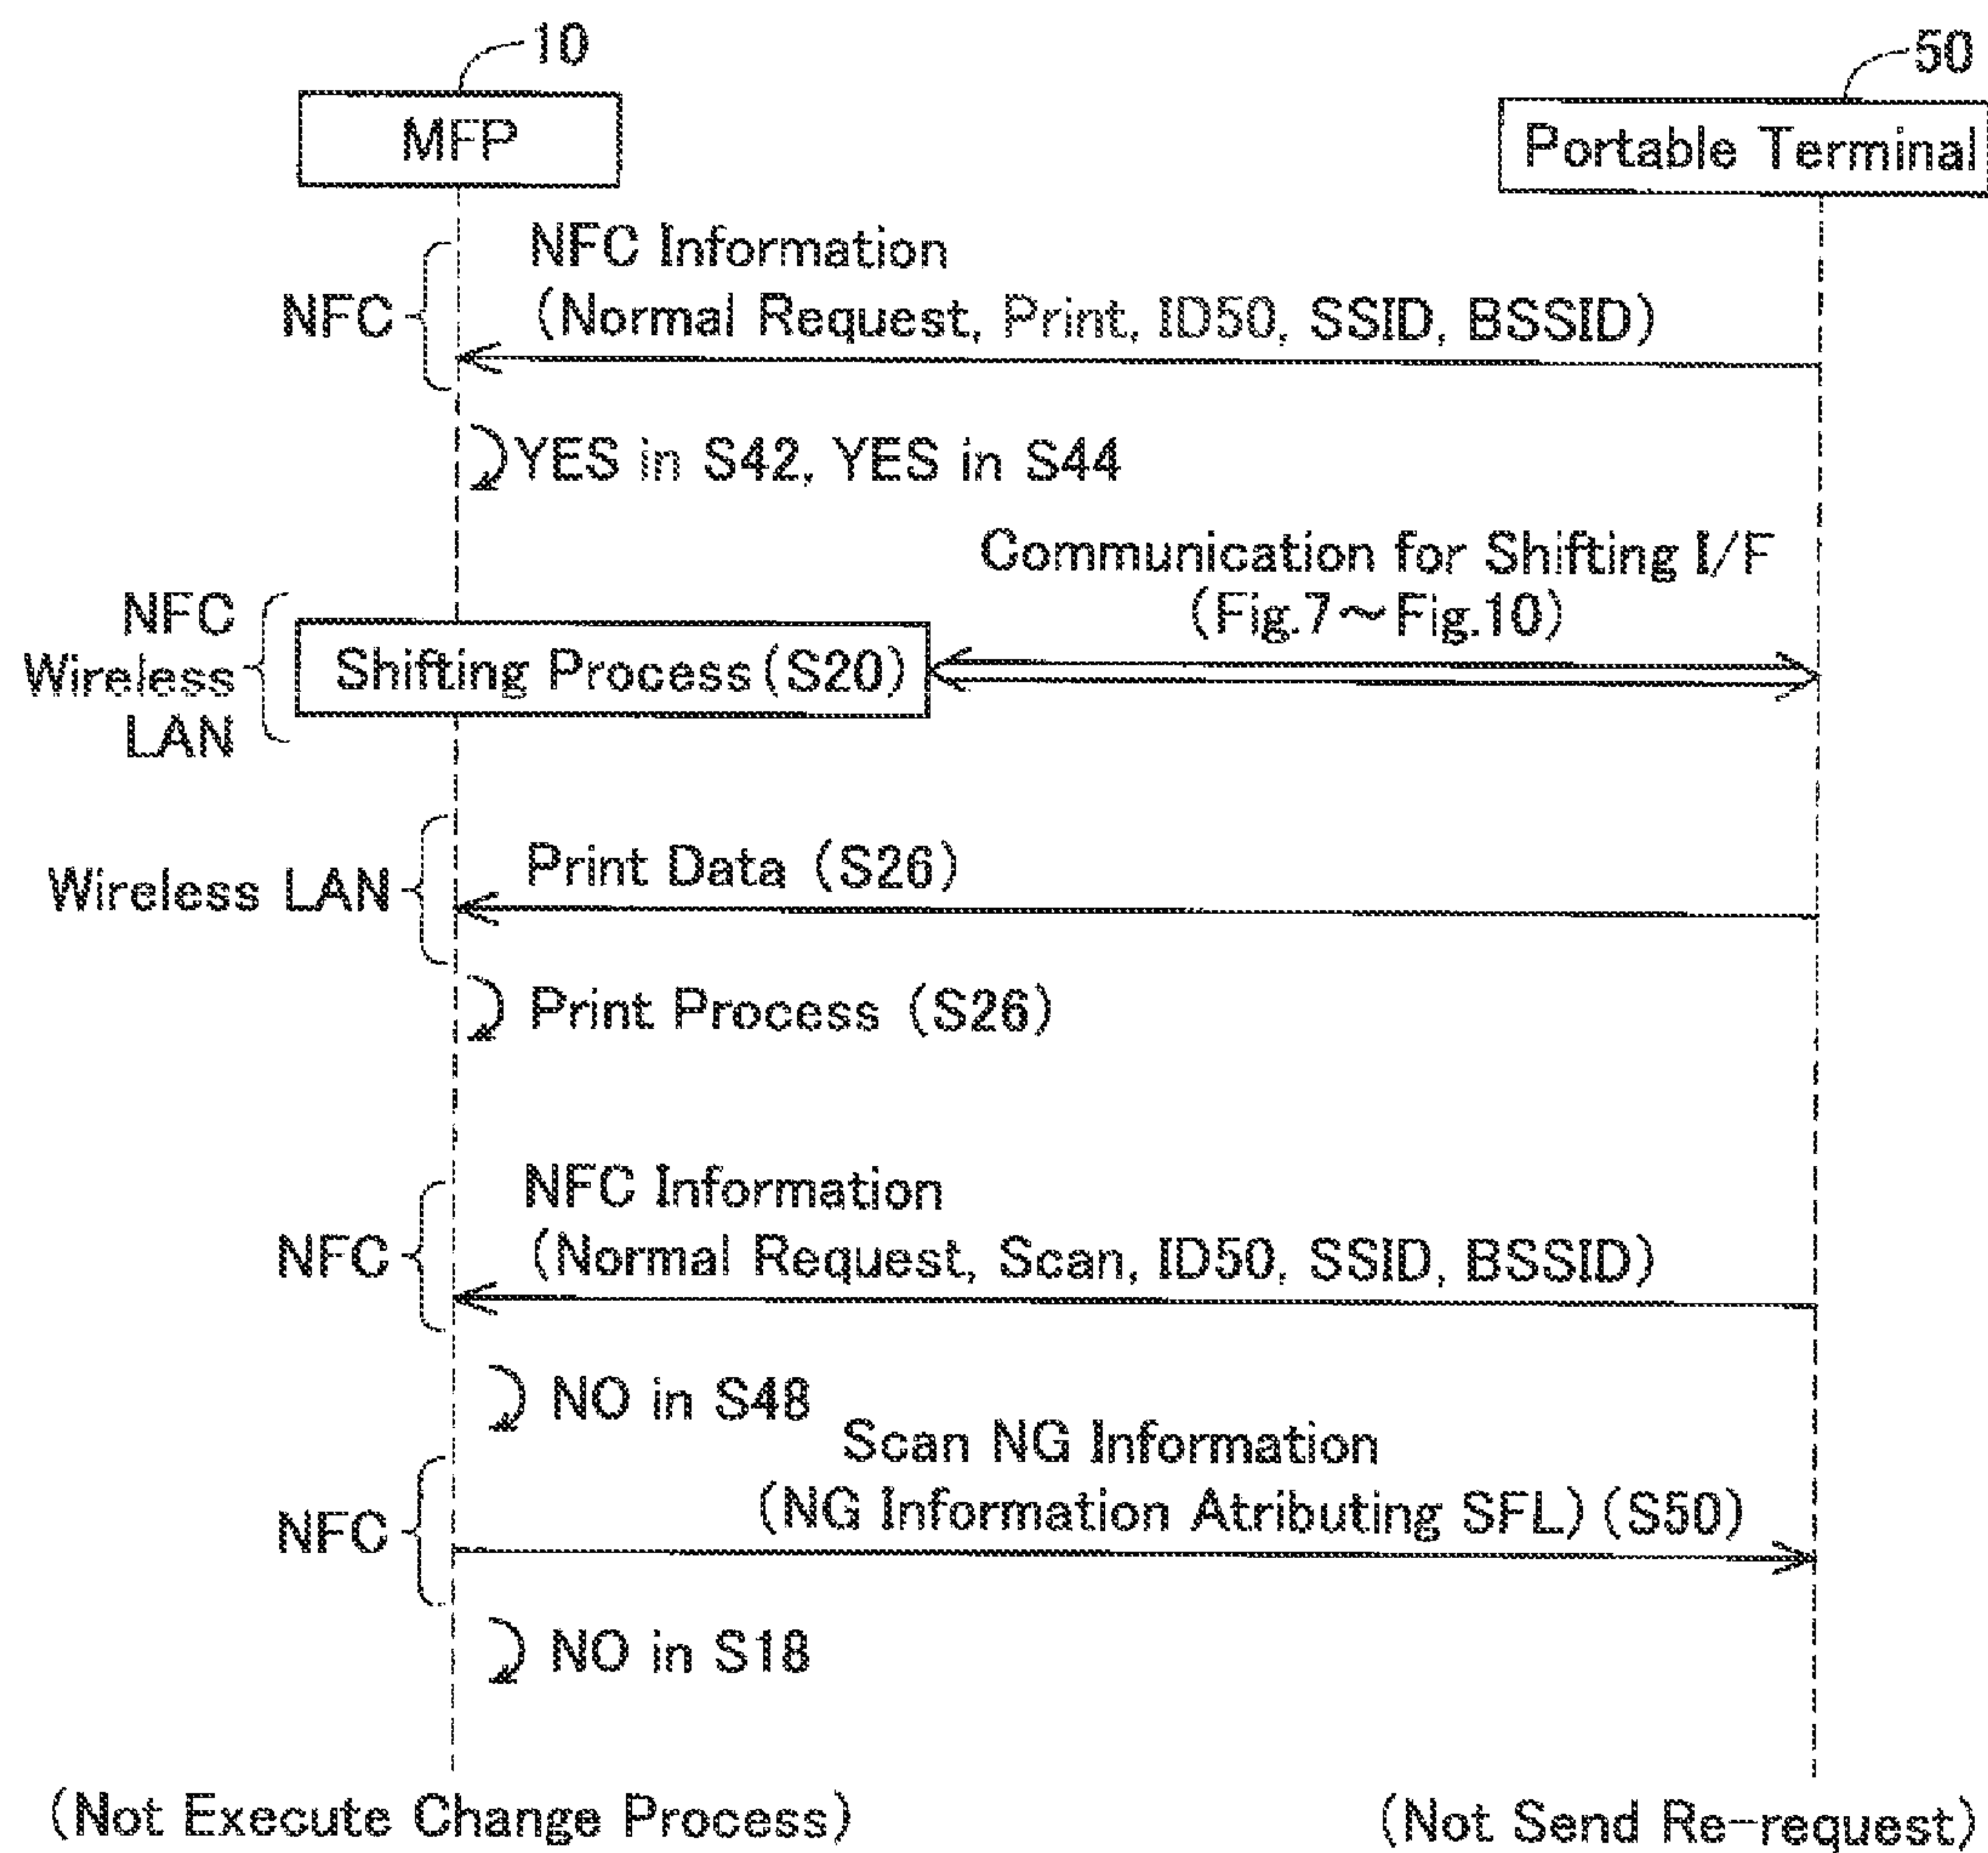 10
50
MFP
Portable Terminal
NFC Information
NFC
(Normal Request, Print, ID50, SSID, BSSID)
YES in S42, YES in S44
Communication for Shifting I/F
(Fig.7～Fig.10)
NFC
Wireless
LAN
Shifting Process(S20)
Wireless LAN
Print Data (S26)
Print Process (S26)
NFC Information
NFC
(Normal Request, Scan, ID50, SSID, BSSID)
NO in S48
Scan NG Information
NFC
(NG Information Atributing SFL) (S50)
NO in S18
(Not Execute Change Process)
(Not Send Re-request)